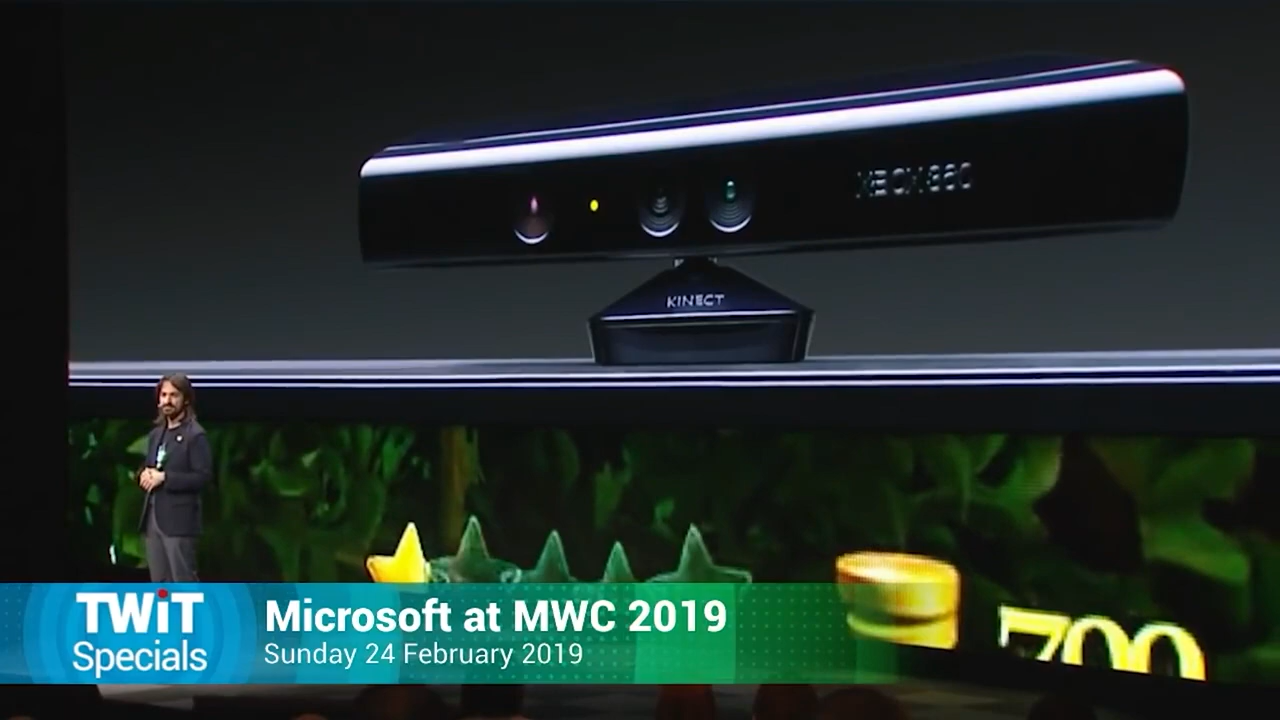 XBOX 360
KINECT
700
TWiT
Specials
Microsoft at MWC 2019
Sunday 24 February 2019